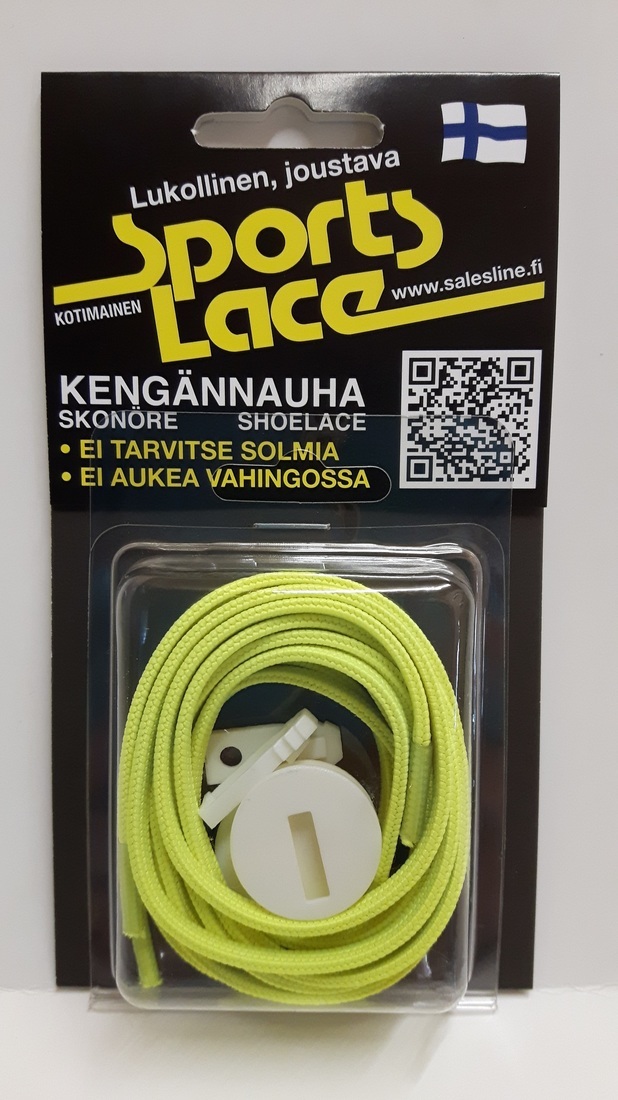 Lukollinen, joustava
Sports
KOTIMAINEN Lace www.salesline.fi
KENGÄNNAUHA
SKONÖRE SHOELACE
• EI TARVITSE SOLMIA
• EI AUKEA VAHINGOSSA